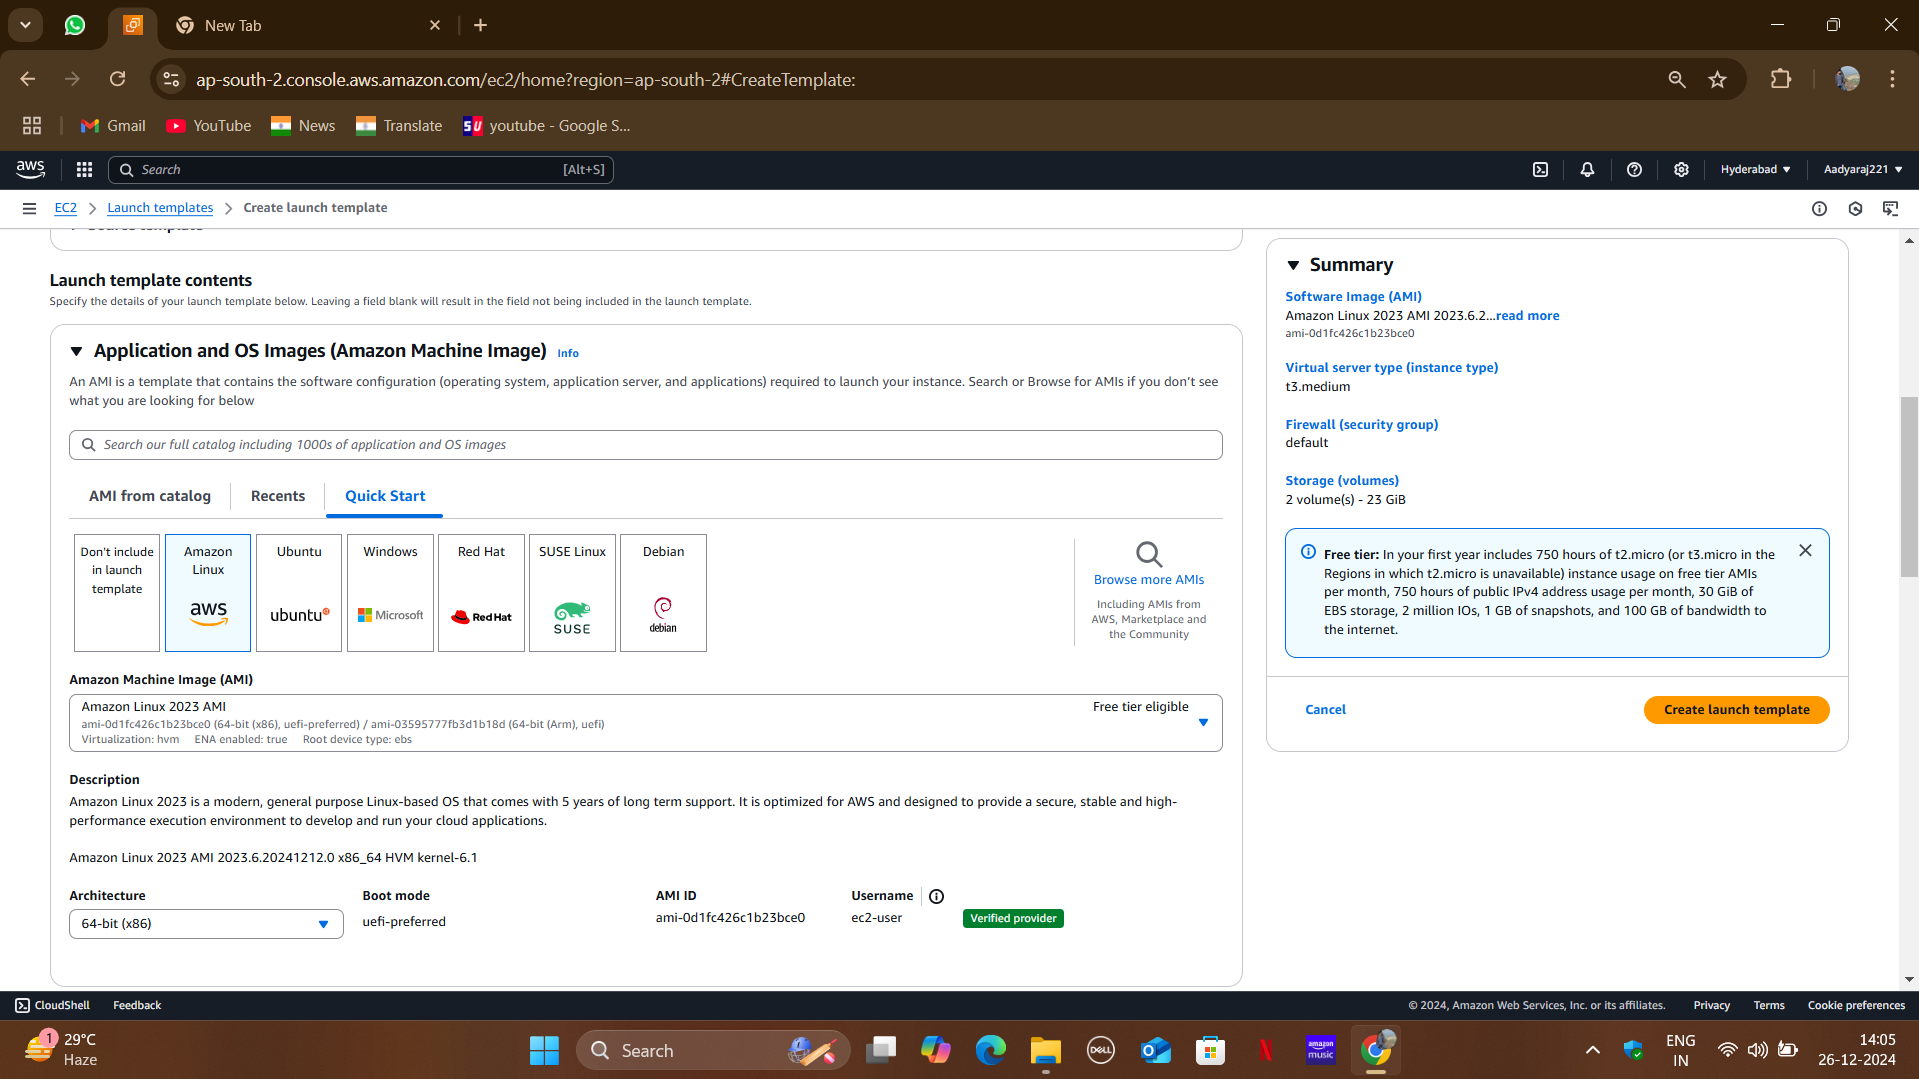 New Tab
ap-south-2.console.aws.amazon.com/ec2/home?region=ap-south-2#CreateTemplate:
Gmail YouTube News Translate SU youtube - Google S...
aws Search [Alt+S] Hyderabad Aadyaraj221
EC2 Launch templates Create launch template
Source template
Launch template contents
Specify the details of your launch template below. Leaving a field blank will result in the field not being included in the launch template.
Application and OS Images (Amazon Machine Image) Info
An AMI is a template that contains the software configuration (operating system, application server, and applications) required to launch your instance. Search or Browse for AMIs if you don't see
what you are looking for below
Search our full catalog including 1000s of application and OS images
AMI from catalog Recents Quick Start
Don't include
in launch
template
Amazon
Linux
aws
Ubuntu
ubuntu
Windows
Microsoft
Red Hat
Red Hat
SUSE Linux
SUSE
Debian
debian
Browse more AMIs
Including AMIs from
AWS, Marketplace and
the Community
Amazon Machine Image (AMI)
Amazon Linux 2023 AMI Free tier eligible
ami-0d1fc426c1b23bce0 (64-bit (x86), uefi-preferred) / ami-03595777fb3d1b18d (64-bit (Arm), uefi)
Virtualization: hvm ENA enabled: true Root device type: ebs
Description
Amazon Linux 2023 is a modern, general purpose Linux-based OS that comes with 5 years of long term support. It is optimized for AWS and designed to provide a secure, stable and high-
performance execution environment to develop and run your cloud applications.
Amazon Linux 2023 AMI 2023.6.20241212.0 x86_64 HVM kernel-6.1
Architecture Boot mode AMI ID Username
64-bit (x86) uefi-preferred ami-0d1fc426c1b23bce0 ec2-user Verified provider
Summary
Software Image (AMI)
Amazon Linux 2023 AMI 2023.6.2...read more
ami-0d1fc426c1b23bce0
Virtual server type (instance type)
t3.medium
Firewall (security group)
default
Storage (volumes)
2 volume(s) - 23 GiB
Free tier: In your first year includes 750 hours of t2.micro (or t3.micro in the
Regions in which t2.micro is unavailable) instance usage on free tier AMIs
per month, 750 hours of public IPv4 address usage per month, 30 GiB of
EBS storage, 2 million IOs, 1 GB of snapshots, and 100 GB of bandwidth to
the internet.
Cancel Create launch template
CloudShell Feedback © 2024, Amazon Web Services, Inc. or its affiliates. Privacy Terms Cookie preferences
1 29°C
Haze
Search
DELL
amazon
music
ENG
IN
14:05
26-12-2024